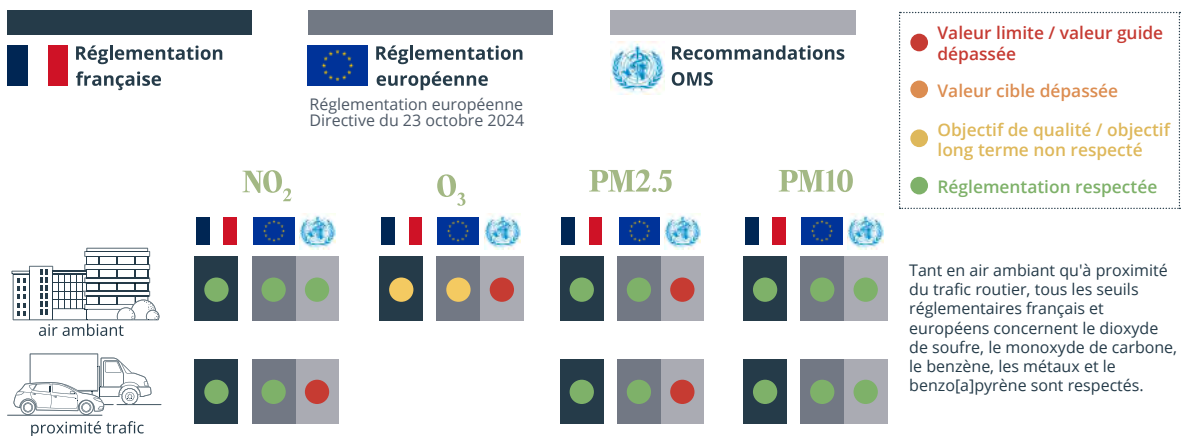 Réglementation
française
Réglementation
européenne
Réglementation européenne
Directive du 23 octobre 2024
Recommandations
OMS
Valeur limite / valeur guide
dépassée
Valeur cible dépassée
Objectif de qualité / objectif
long terme non respecté
Réglementation respectée
NO2
O3
PM2.5
PM10
air ambiant
proximité trafic
Tant en air ambiant qu'à proximité
du trafic routier, tous les seuils
réglementaires français et
européens concernent le dioxyde
de soufre, le monoxyde de carbone,
le benzène, les métaux et le
benzo[a]pyrène sont respectés.